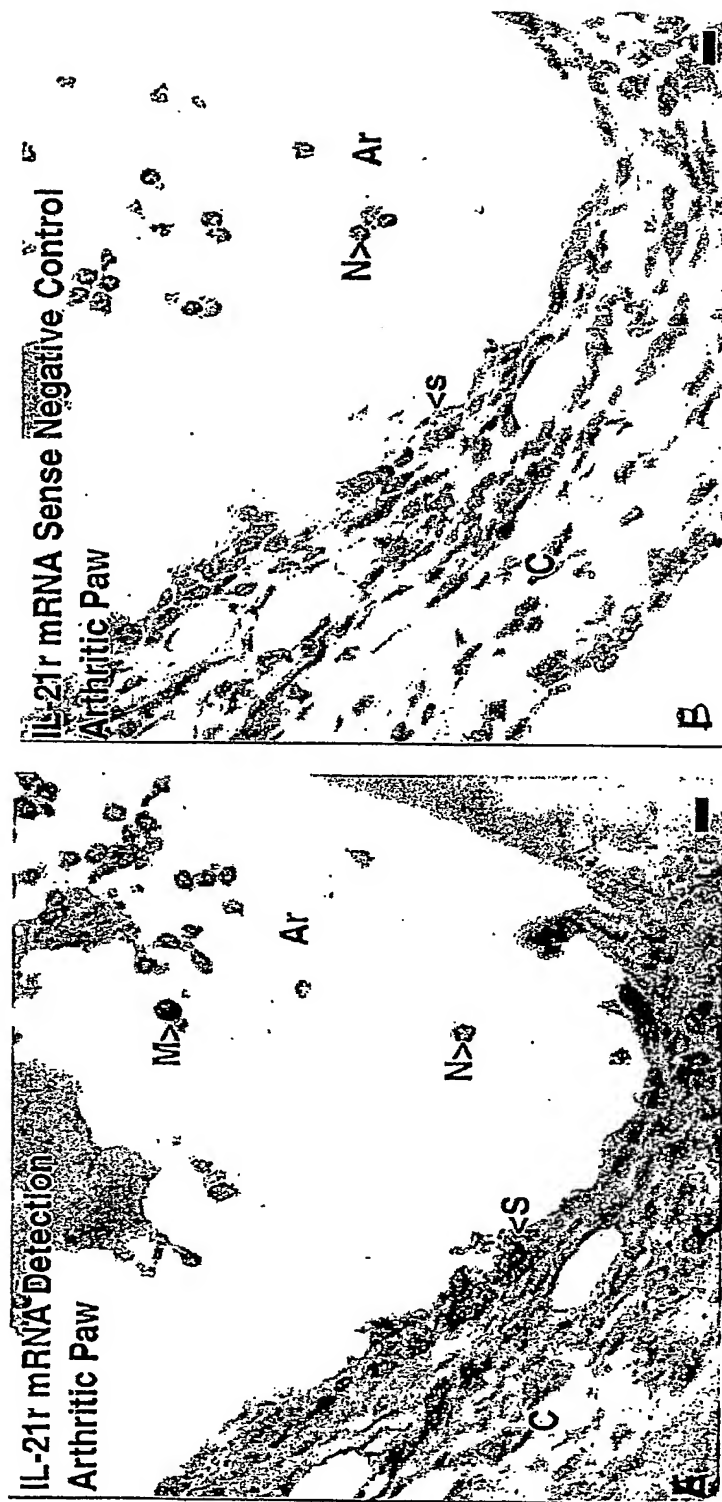 IL-21r mRNA Detection
Arthritic Paw
M>
Ar
N>
<S
C
A
IL-21r mRNA Sense Negative Control
Arthritic Paw
Ar
N>
<s
C
B